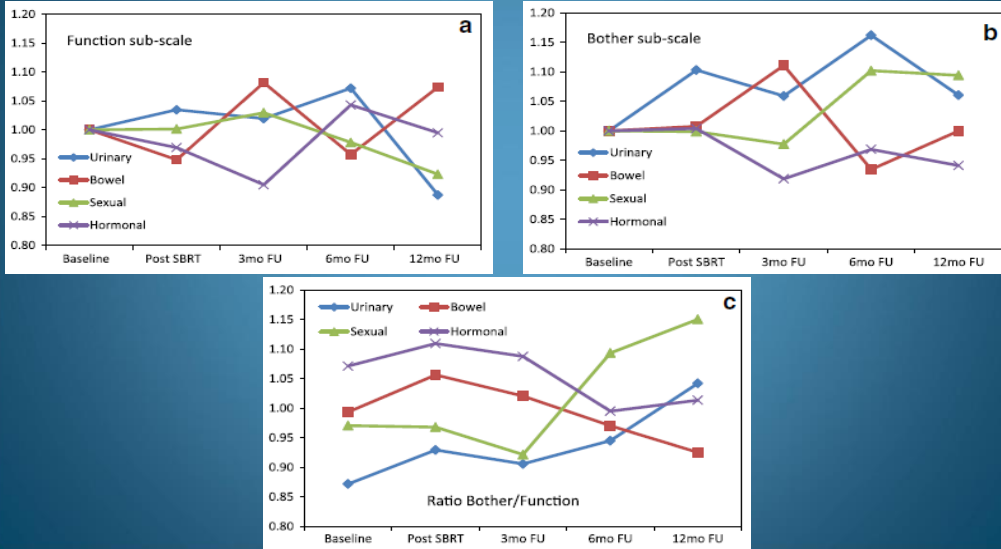 a
Function sub-scale
1.20
1.15
1.10
1.05
1.00
0.95
0.90
0.85
0.80
Urinary
Bowel
Sexual
Hormonal
Baseline Post SBRT 3mo FU 6mo FU 12mo FU
b
Bother sub-scale
1.20
1.15
1.10
1.05
1.00
0.95
0.90
0.85
0.80
Urinary
Bowel
Sexual
Hormonal
Baseline Post SBRT 3mo FU 6mo FU 12mo FU
c
1.20
1.15
1.10
1.05
1.00
0.95
0.90
0.85
0.80
Urinary Bowel
Sexual Hormonal
Ratio Bother/Function
Baseline Post SBRT 3mo FU 6mo FU 12mo FU